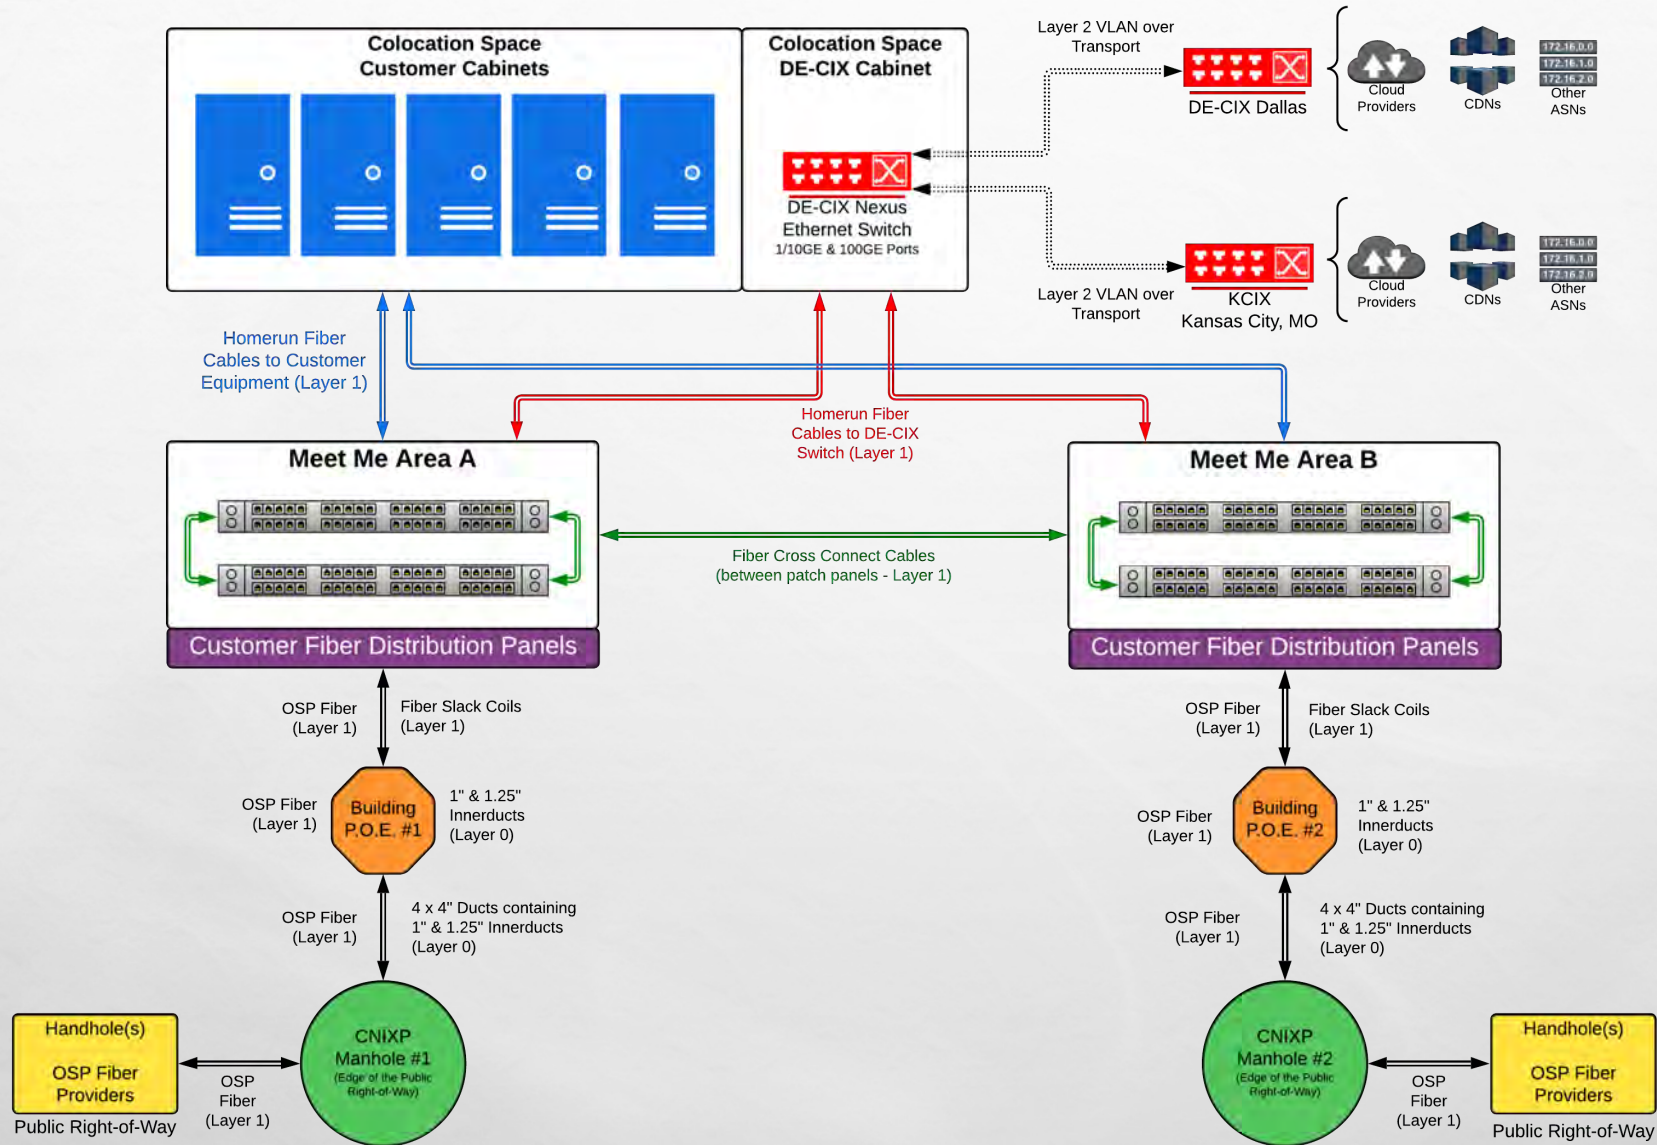 Colocation Space
Customer Cabinets
Colocation Space
DE-CIX Cabinet
DE-CIX Nexus
Ethernet Switch
1/10GE & 100GE Ports
Layer 2 VLAN over
Transport
DE-CIX Dallas
Cloud
Providers
CDNs
172.16.0.0
172.16.1.0
172.16.2.0
Other
ASNs
Layer 2 VLAN over
Transport
KCIX
Kansas City, MO
Cloud
Providers
CDNs
172.16.0.0
172.16.1.0
172.16.2.0
Other
ASNs
Homerun Fiber
Cables to Customer
Equipment (Layer 1)
Homerun Fiber
Cables to DE-CIX
Switch (Layer 1)
Meet Me Area A
Customer Fiber Distribution Panels
Fiber Cross Connect Cables
(between patch panels - Layer 1)
Meet Me Area B
Customer Fiber Distribution Panels
OSP Fiber
(Layer 1)
Fiber Slack Coils
(Layer 1)
OSP Fiber
(Layer 1)
Building
P.O.E. #1
1" & 1.25"
Innerducts
(Layer 0)
OSP Fiber
(Layer 1)
4 x 4" Ducts containing
1" & 1.25" Innerducts
(Layer 0)
Handhole(s)
OSP Fiber
Providers
Public Right-of-Way
OSP
Fiber
(Layer 1)
CNIXP
Manhole #1
(Edge of the Public
Right-of-Way)
OSP Fiber
(Layer 1)
Fiber Slack Coils
(Layer 1)
OSP Fiber
(Layer 1)
Building
P.O.E. #2
1" & 1.25"
Innerducts
(Layer 0)
OSP Fiber
(Layer 1)
4 x 4" Ducts containing
1" & 1.25" Innerducts
(Layer 0)
CNIXP
Manhole #2
(Edge of the Public
Right-of-Way)
OSP
Fiber
(Layer 1)
Handhole(s)
OSP Fiber
Providers
Public Right-of-Way